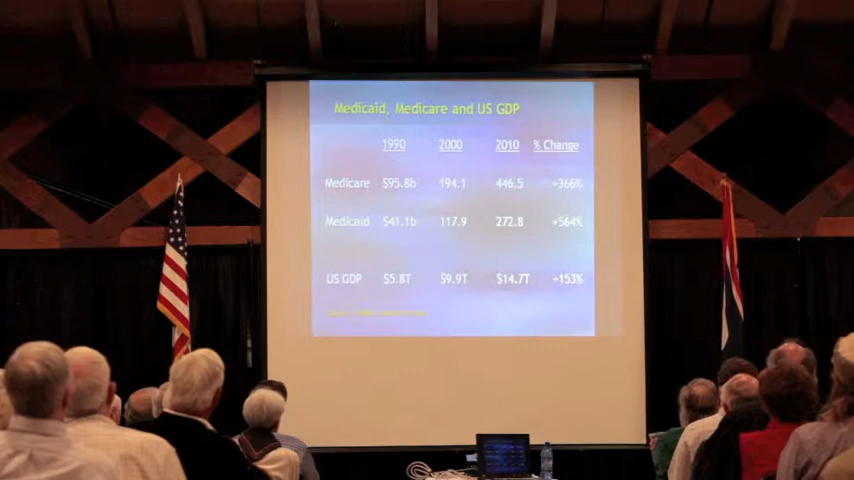 Medicaid, Medicare and US GDP
1990 2000 2010 % Change
Medicare $95.8b 194.1 446.5 +366%
Medicaid $41.1b 117.9 272.8 +564%
US GDP $5.8T $9.9T $14.7T +153%